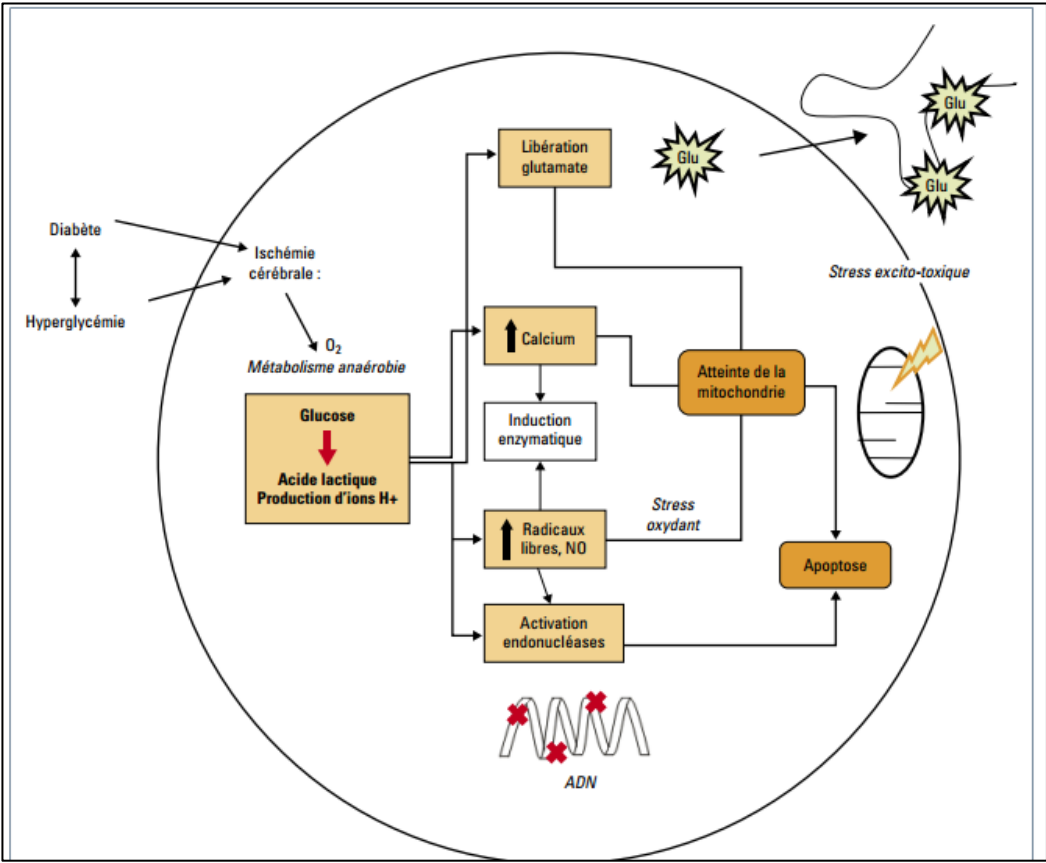 Libération
glutamate
Glu
Glu
Glu
Diabète
Hyperglycémie
Ischémie
cérébrale :
O₂
Métabolisme anaérobie
Stress excito-toxique
Calcium
Atteinte de la
mitochondrie
Glucose
Acide lactique
Production d'ions H+
Induction
enzymatique
Radicaux
libres, NO
Stress
oxydant
Apoptose
Activation
endonucléases
ADN